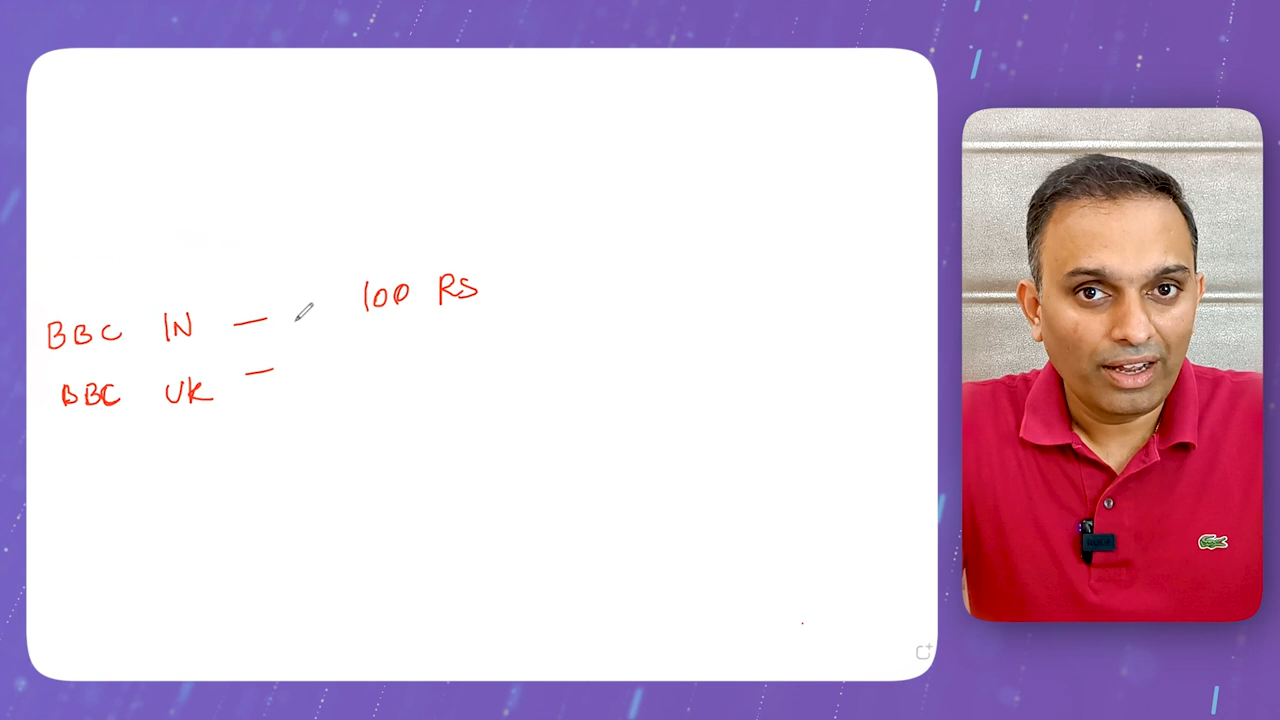 100 RS
BBC IN –
BBC UK –